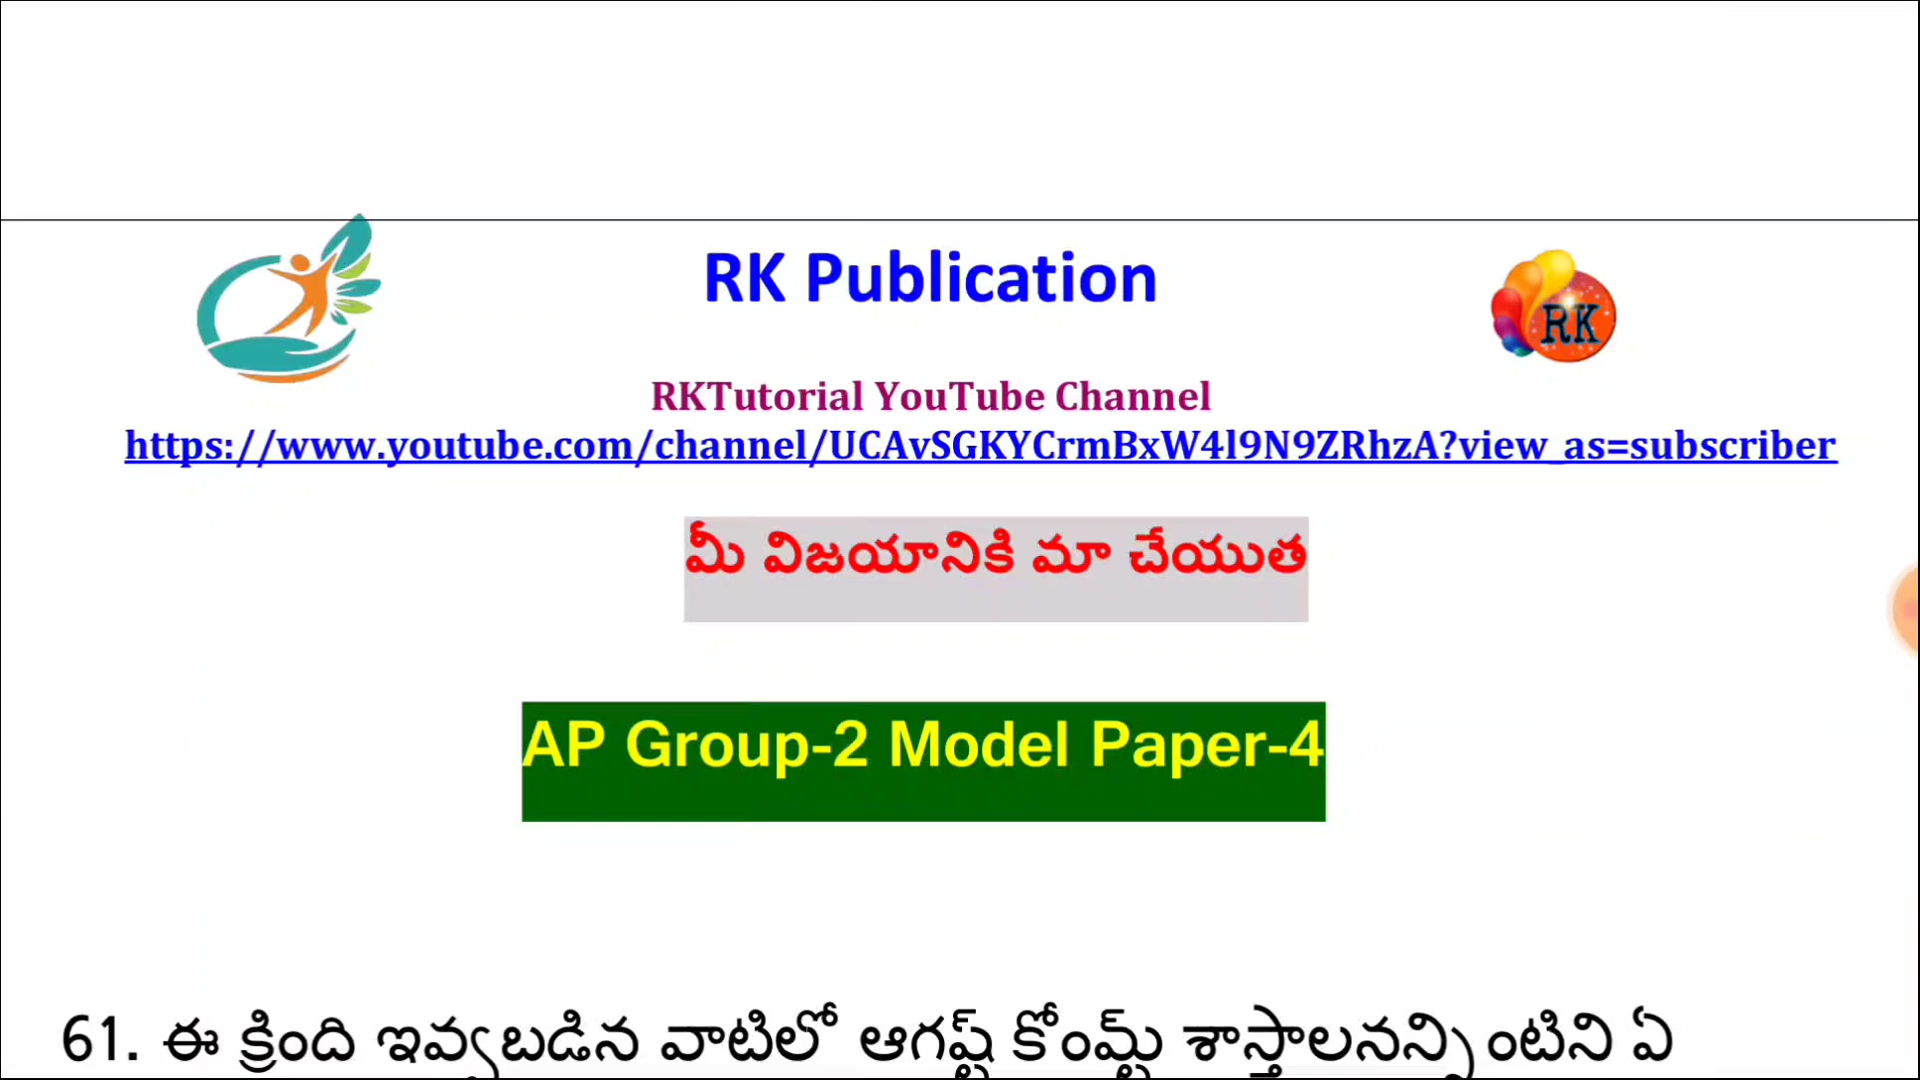 RK Publication
RK
RKTutorial YouTube Channel
https://www.youtube.com/channel/UCAvSGKYCrmBxW4l9N9ZRhzA?view_as=subscriber
మీ విజయానికి మా చేయుత
AP Group-2 Model Paper-4
61. ఈ క్రింది ఇవ్వబడిన వాటిలో ఆగష్ట్ కోంమ్ట్ శాస్త్రాలనన్నింటిని ఏ